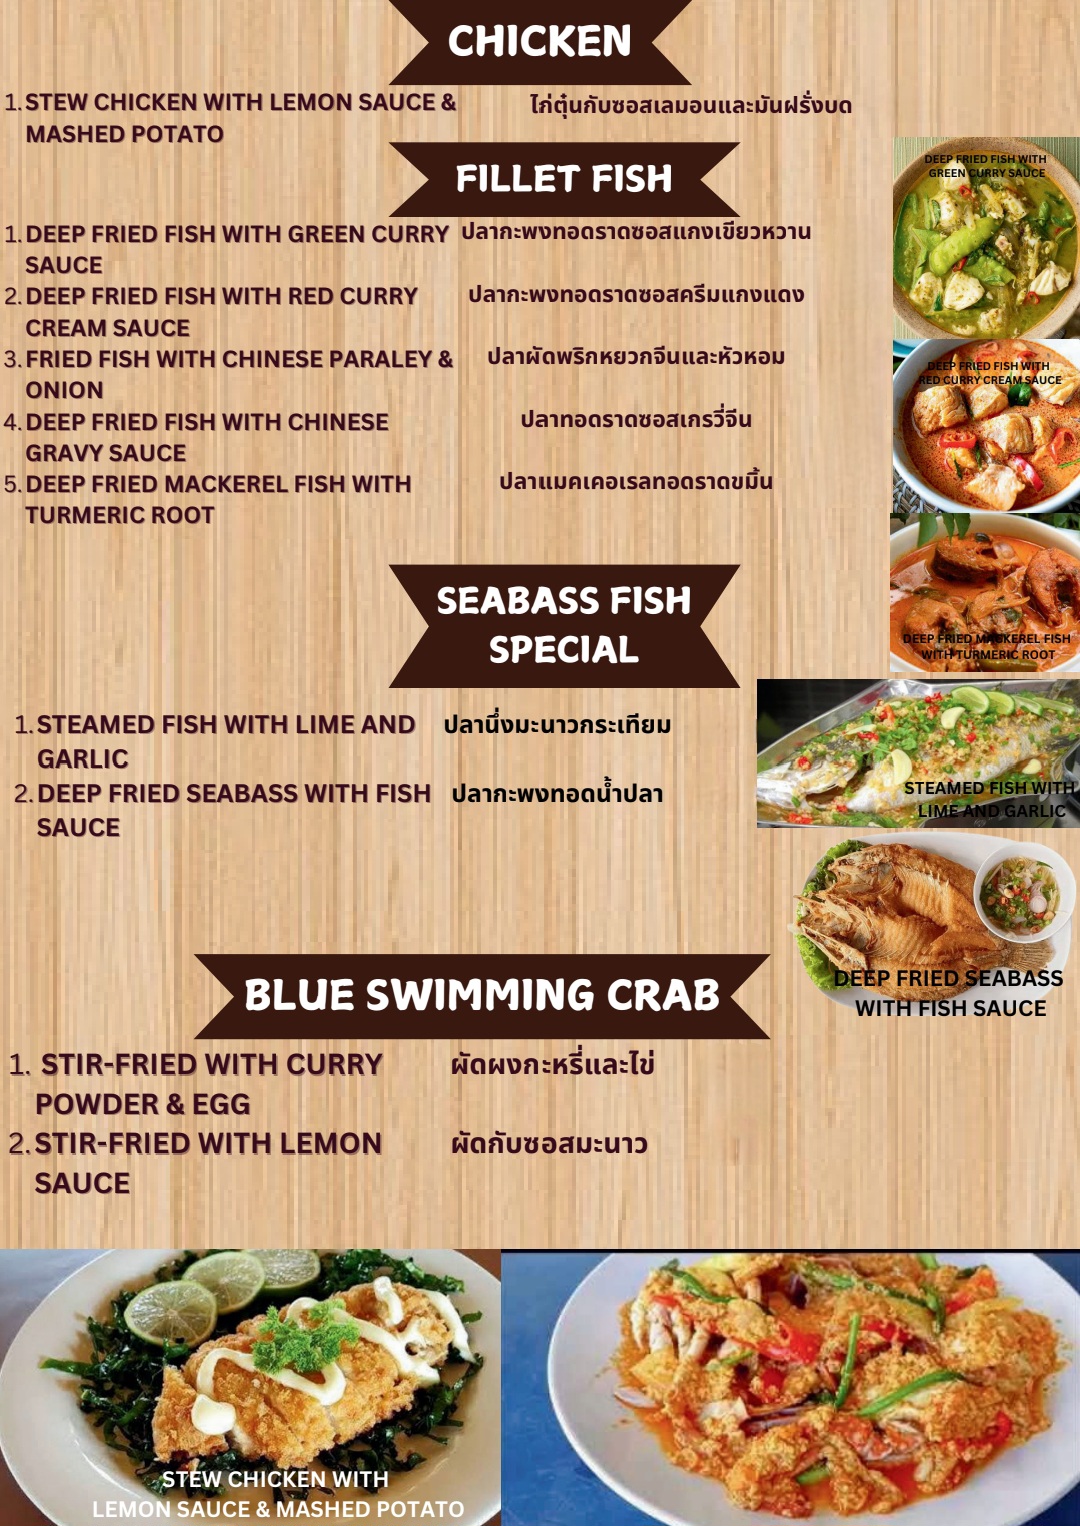 CHICKEN
1. STEW CHICKEN WITH LEMON SAUCE &
MASHED POTATO
ไก่ตุ๋นกับซอสเลมอนและมันฝรั่งบด
FILLET FISH
1. DEEP FRIED FISH WITH GREEN CURRY
SAUCE
ปลากะพงทอดราดซอสแกงเขียวหวาน
2. DEEP FRIED FISH WITH RED CURRY
CREAM SAUCE
ปลากะพงทอดราดซอสครีมแกงแดง
3. FRIED FISH WITH CHINESE PARALEY &
ONION
ปลาผัดพริกหยวกจีนและหัวหอม
4. DEEP FRIED FISH WITH CHINESE
GRAVY SAUCE
ปลาทอดราดซอสเกรวี่จีน
5. DEEP FRIED MACKEREL FISH WITH
TURMERIC ROOT
ปลาแมคเคอเรลทอดราดขมิ้น
DEEP FRIED FISH WITH
GREEN CURRY SAUCE
DEEP FRIED FISH WITH
RED CURRY CREAM SAUCE
DEEP FRIED MACKEREL FISH
WITH TURMERIC ROOT
SEABASS FISH
SPECIAL
1. STEAMED FISH WITH LIME AND
GARLIC
ปลานึ่งมะนาวกระเทียม
2. DEEP FRIED SEABASS WITH FISH
SAUCE
ปลากะพงทอดน้ำปลา
STEAMED FISH WITH
LIME AND GARLIC
DEEP FRIED SEABASS
WITH FISH SAUCE
BLUE SWIMMING CRAB
1. STIR-FRIED WITH CURRY
POWDER & EGG
ผัดผงกะหรี่และไข่
2. STIR-FRIED WITH LEMON
SAUCE
ผัดกับซอสมะนาว
STEW CHICKEN WITH
LEMON SAUCE & MASHED POTATO